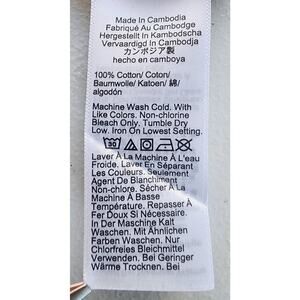 Made In Cambodia
Fabriqué Au Cambodge
Hergestellt In Kambodscha
Vervaardigd In Cambodja
カンボジア製
hecho en camboya
100% Cotton/ Coton/
Baumwolle/ Katoen/ 綿/
algodón
Machine Wash Cold. With
Like Colors. Non-chlorine
Bleach Only. Tumble Dry
Low. Iron On Lowest Setting.
30
Laver À La Machine À L'eau
Froide. Laver En Séparant
Les Couleurs. Seulement
Agent De Blanchiment
Non-chlore. Sécher À La
Machine À Basse
Température. Repasser À
Fer Doux Si Nécessaire.
In Der Maschine Kalt
Waschen. Mit Ähnlichen
Farben Waschen. Nur
Chlorfreies Bleichmittel
Verwenden. Bei Geringer
Wärme Trocknen. Bei